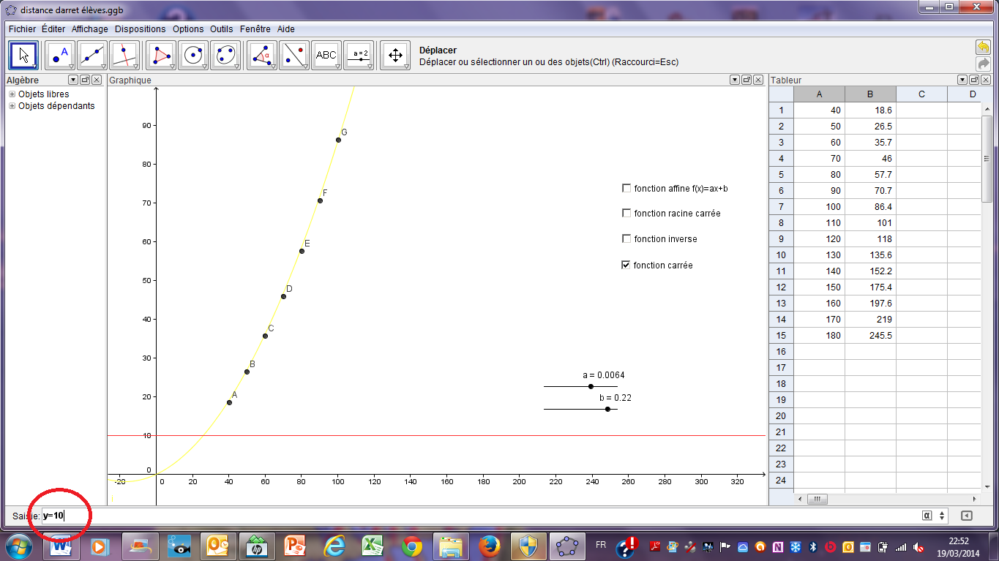 distance darret élèves.ggb
Fichier Éditer Affichage Dispositions Options Outils Fenêtre Aide
A
α
ABC
a = 2
Déplacer
Déplacer ou sélectionner un ou des objets(Ctrl) (Raccourci=Esc)
Algèbre
Graphique
Tableur
Objets libres
Objets dépendants
90
80
70
60
50
40
30
20
10
0
-20 0 20 40 60 80 100 120 140 160 180 200 220 240 260 280 300 320
G
F
E
D
C
B
A
fonction affine f(x)=ax+b
fonction racine carrée
fonction inverse
fonction carrée
a = 0.0064
b = 0.22
A B C D
1 40 18.6
2 50 26.5
3 60 35.7
4 70 46
5 80 57.7
6 90 70.7
7 100 86.4
8 110 101
9 120 118
10 130 135.6
11 140 152.2
12 150 175.4
13 160 197.6
14 170 219
15 180 245.5
16
17
18
19
20
21
22
23
24
Saisie: y=10
α
FR
22:52
19/03/2014